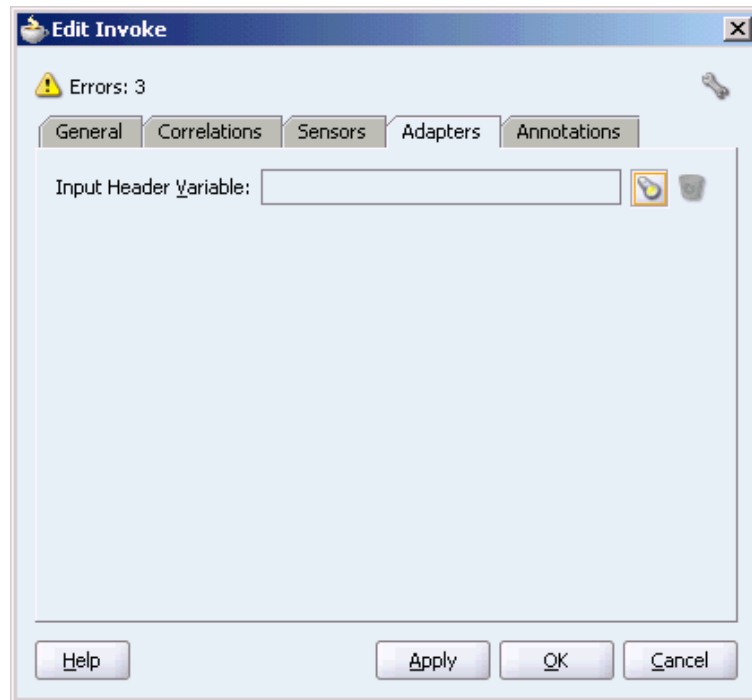 Edit Invoke
Errors: 3
General Correlations Sensors Adapters Annotations
Input Header Variable:
Help Apply OK Cancel